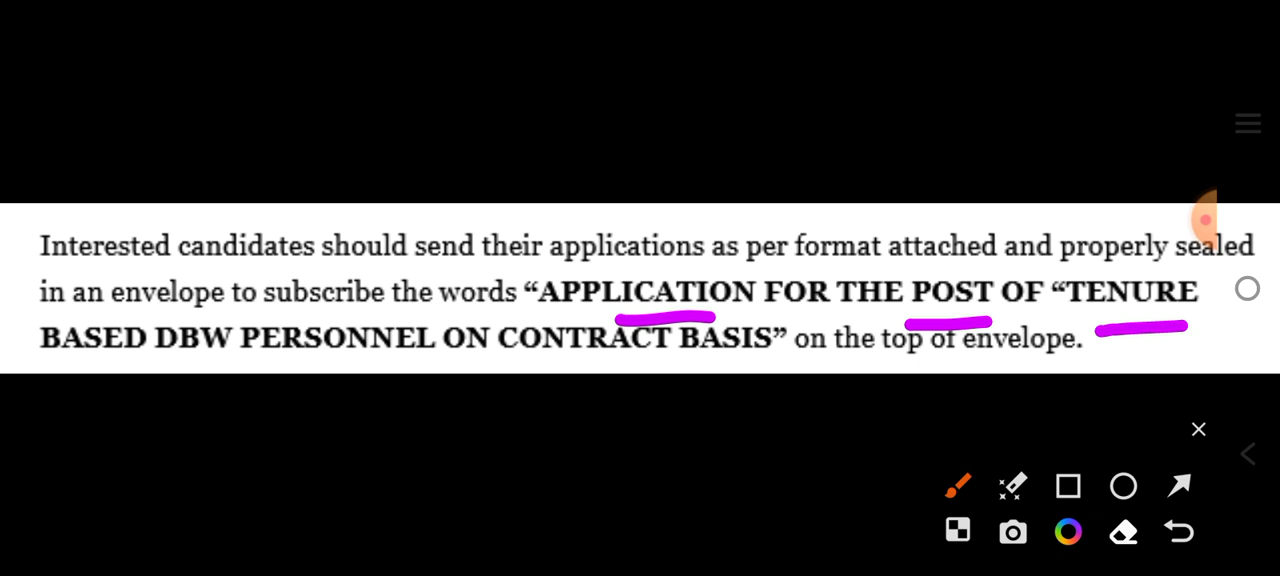 Interested candidates should send their applications as per format attached and properly sealed
in an envelope to subscribe the words “APPLICATION FOR THE POST OF “TENURE
BASED DBW PERSONNEL ON CONTRACT BASIS” on the top of envelope.